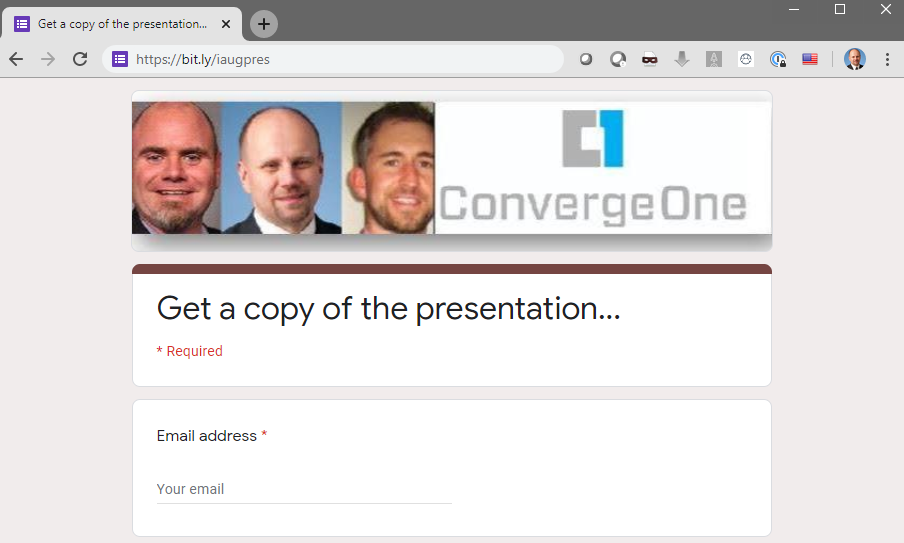 Get a copy of the presentation...
https://bit.ly/iaugpres
ConvergeOne
Get a copy of the presentation...
* Required
Email address *
Your email